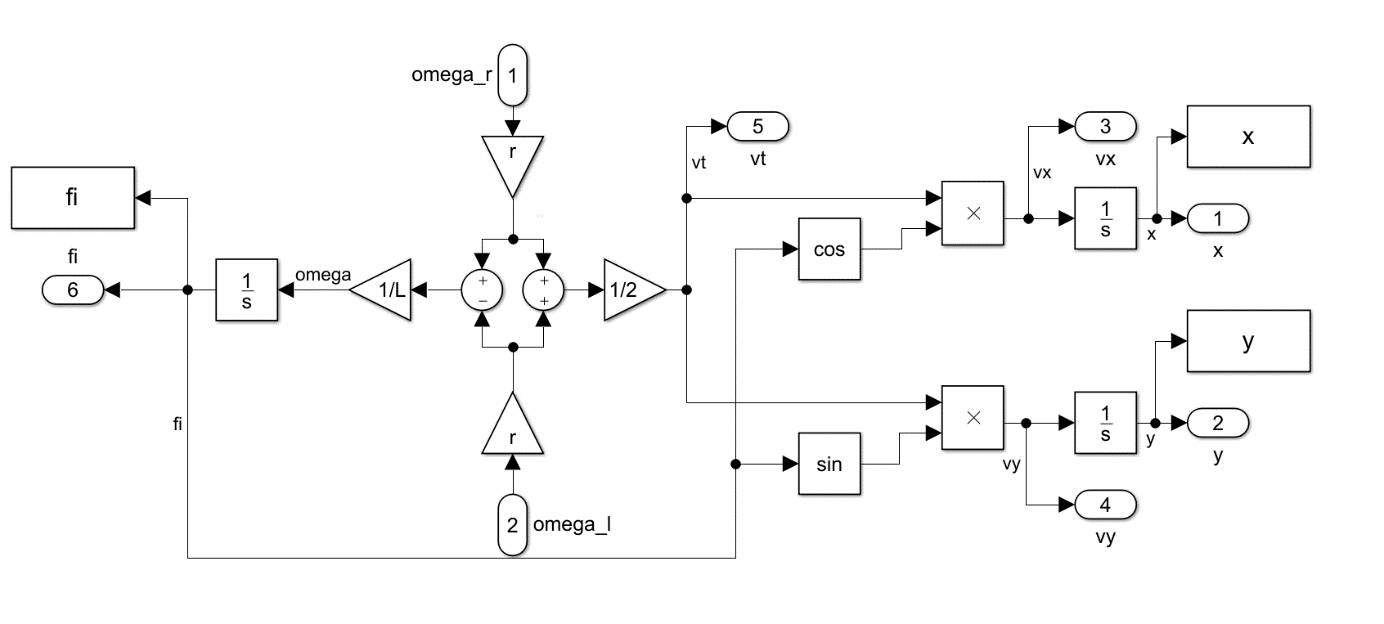 omega_r
1
r
5
vt
vt
3
vx
vx
x
fi
fi
6
1
s
omega
1/L
+
−
+
+
1/2
cos
×
1
s
x
1
x
y
fi
r
2
omega_l
sin
×
vy
1
s
y
2
y
4
vy